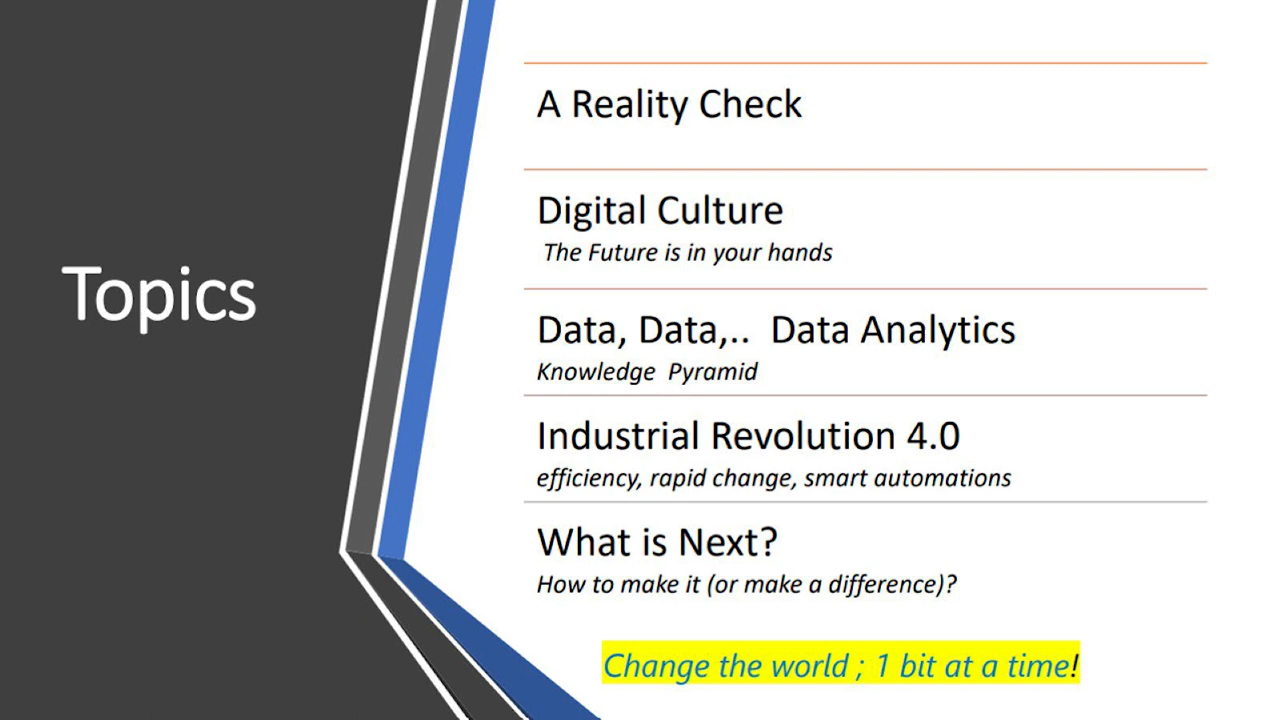 Topics
A Reality Check
Digital Culture
The Future is in your hands
Data, Data,.. Data Analytics
Knowledge Pyramid
Industrial Revolution 4.0
efficiency, rapid change, smart automations
What is Next?
How to make it (or make a difference)?
Change the world ; 1 bit at a time!